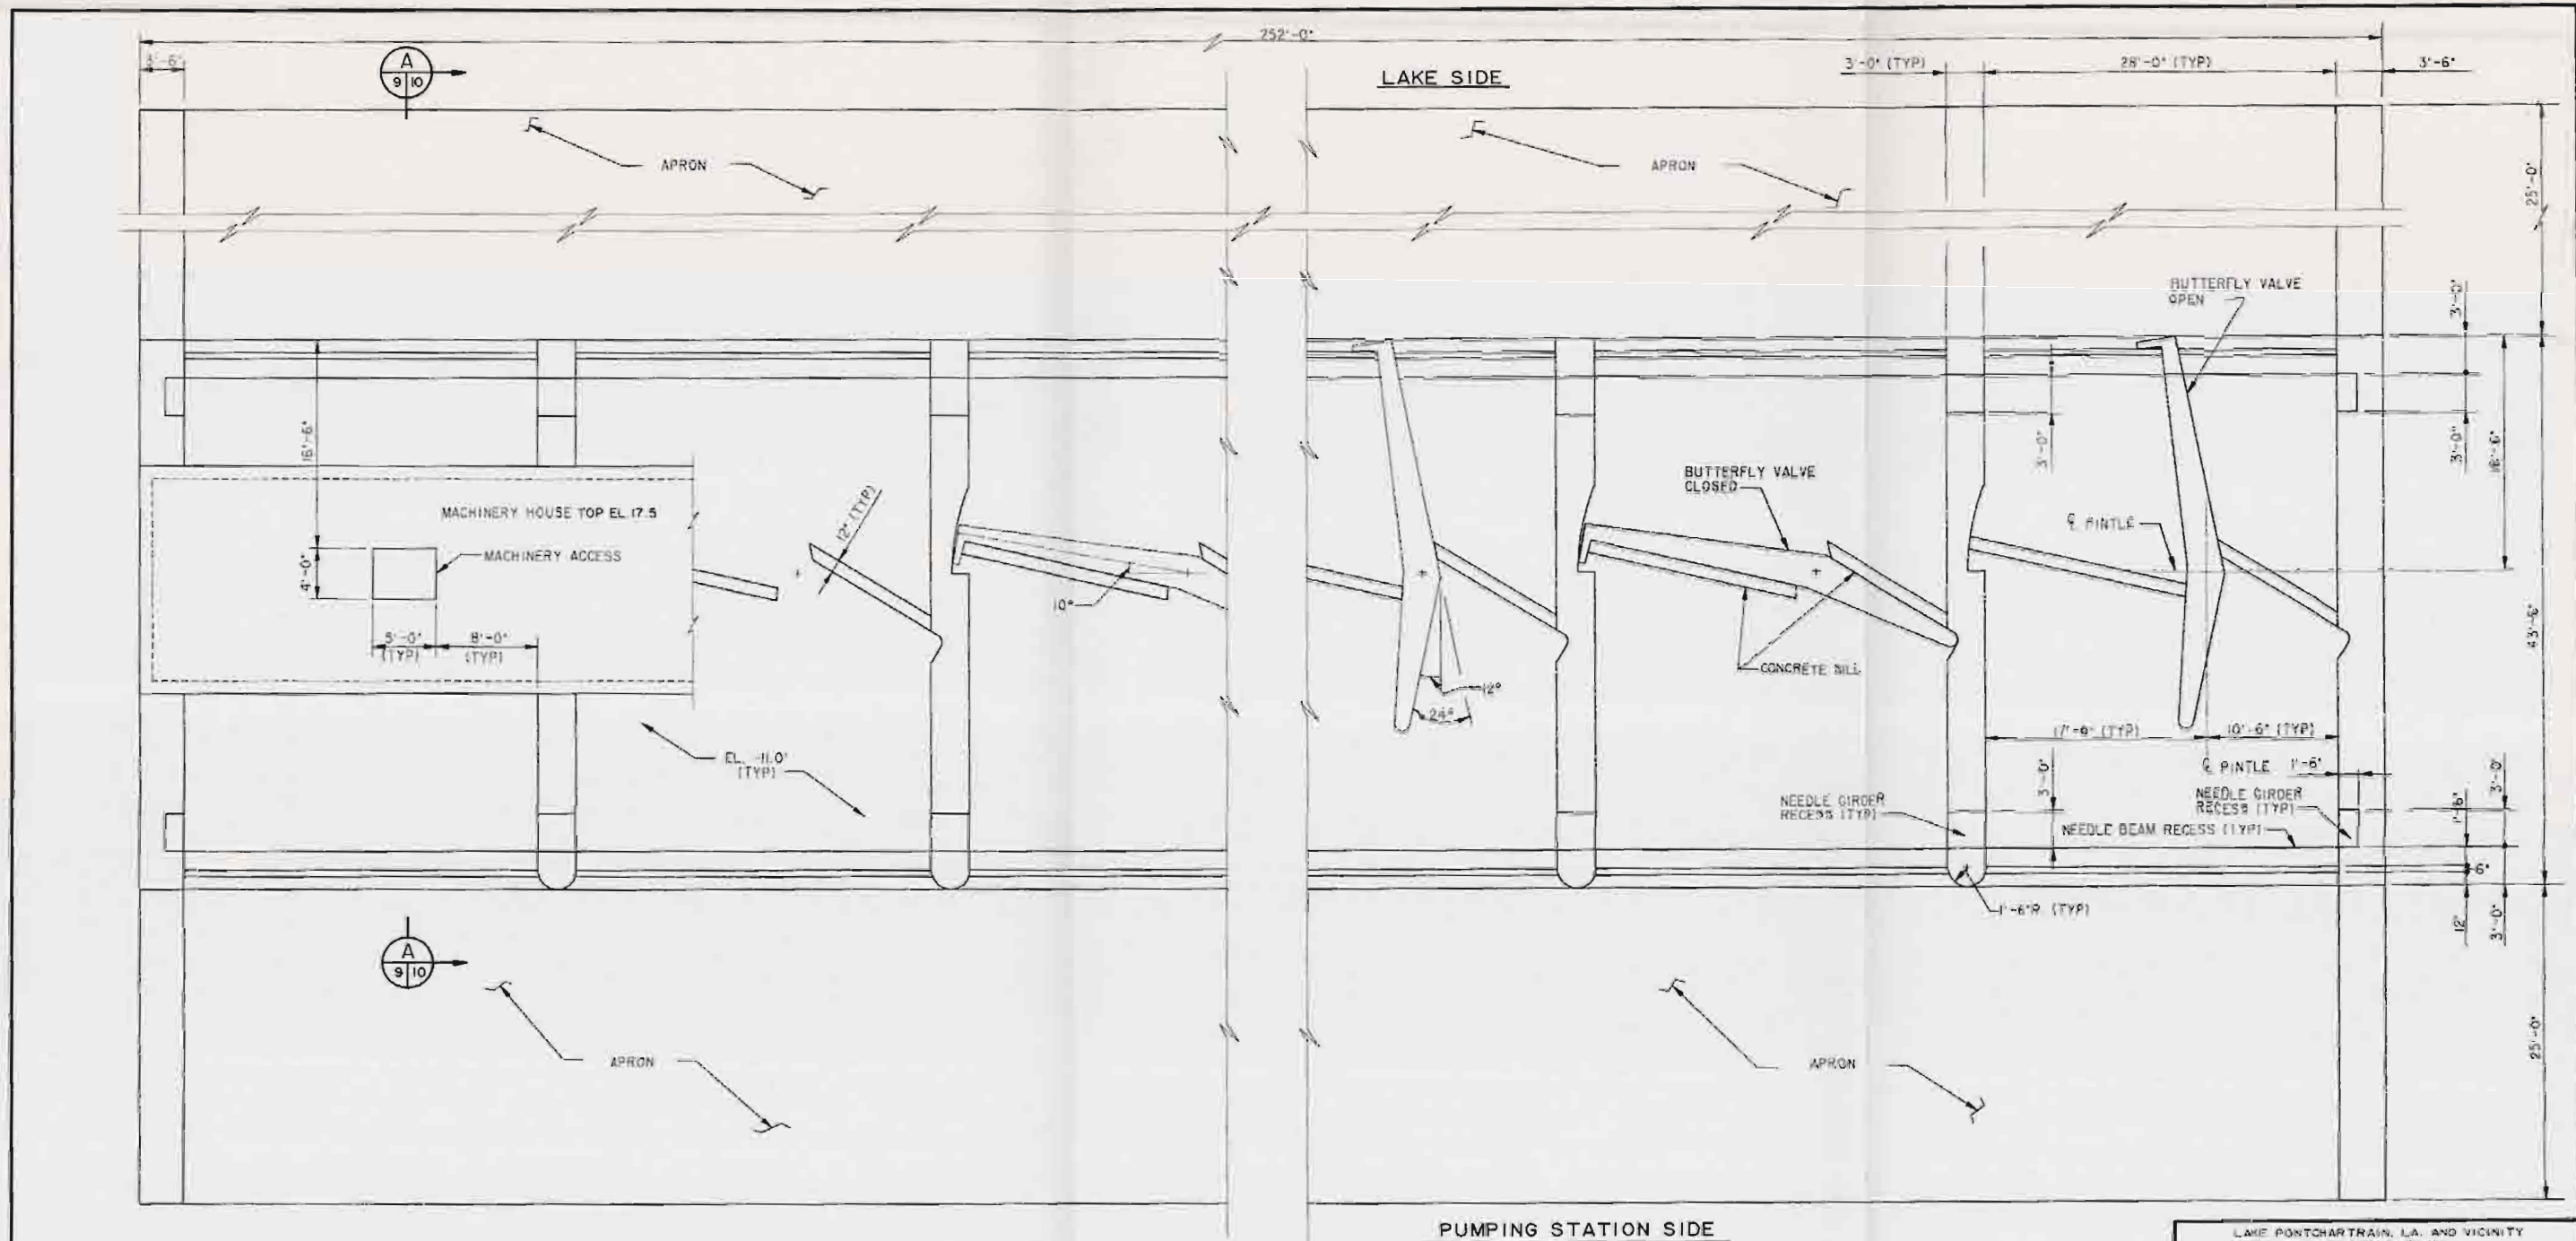 252'-0"
3'-6"
A
9 10
LAKE SIDE
3'-0" (TYP)
28'-0" (TYP)
3'-6"
APRON
APRON
25'-0"
BUTTERFLY VALVE
OPEN
3'-0"
16'-6"
3'-0"
3'-0"
BUTTERFLY VALVE
CLOSED
12" (TYP)
MACHINERY HOUSE TOP EL. 17.5
MACHINERY ACCESS
℄ PINTLE
4'-0"
10°
5'-0"
(TYP)
8'-0"
(TYP)
43'-6"
CONCRETE SILL
12°
24°
EL. -11.0'
(TYP)
10'-6" (TYP)
℄ PINTLE
1'-6"
3'-0"
3'-0"
NEEDLE GIRDER
RECESS (TYP)
NEEDLE GIRDER
RECESS (TYP)
1'-6"
NEEDLE BEAM RECESS (TYP)
6"
1'-6"R (TYP)
12"
3'-0"
A
9 10
APRON
APRON
25'-0"
PUMPING STATION SIDE
LAKE PONTCHARTRAIN, LA. AND VICINITY